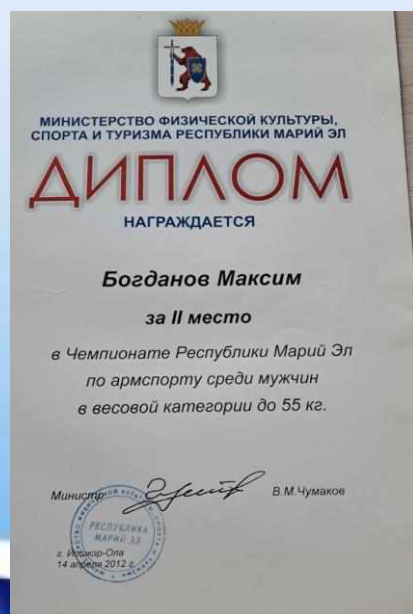 МИНИСТЕРСТВО ФИЗИЧЕСКОЙ КУЛЬТУРЫ,
СПОРТА И ТУРИЗМА РЕСПУБЛИКИ МАРИЙ ЭЛ
ДИПЛОМ
НАГРАЖДАЕТСЯ
Богданов Максим
за II место
в Чемпионате Республики Марий Эл
по армспорту среди мужчин
в весовой категории до 55 кг.
Министр В.М.Чумаков
РЕСПУБЛИКА
МАРИЙ ЭЛ
г. Йошкар-Ола
14 апреля 2012 г.